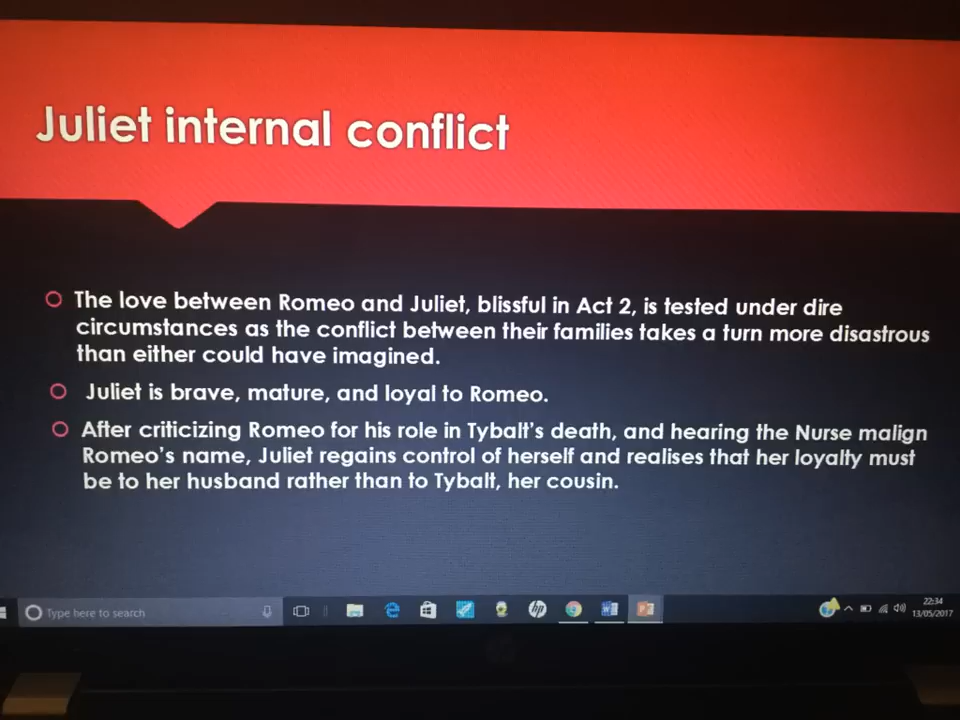 Juliet internal conflict
The love between Romeo and Juliet, blissful in Act 2, is tested under dire
circumstances as the conflict between their families takes a turn more disastrous
than either could have imagined.
Juliet is brave, mature, and loyal to Romeo.
After criticizing Romeo for his role in Tybalt's death, and hearing the Nurse malign
Romeo's name, Juliet regains control of herself and realises that her loyalty must
be to her husband rather than to Tybalt, her cousin.
Type here to search
hp
22:34
13/05/2017